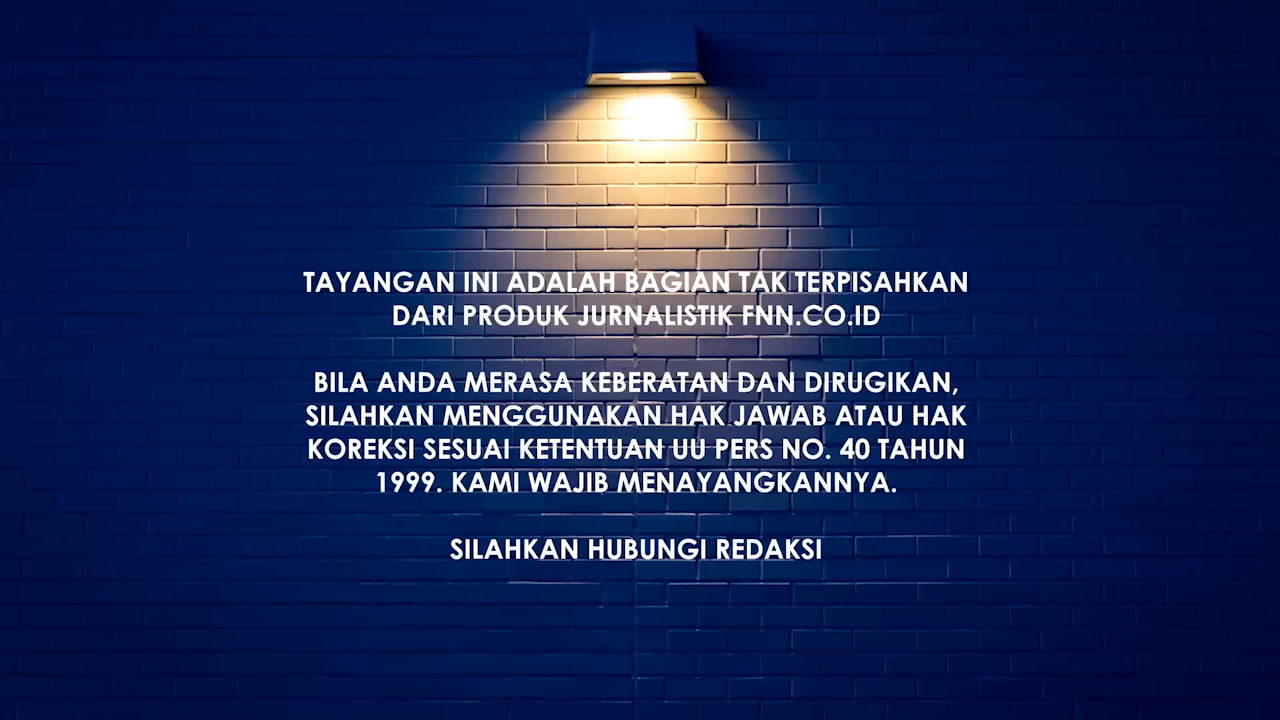 TAYANGAN INI ADALAH BAGIAN TAK TERPISAHKAN
DARI PRODUK JURNALISTIK FNN.CO.ID
BILA ANDA MERASA KEBERATAN DAN DIRUGIKAN,
SILAHKAN MENGGUNAKAN HAK JAWAB ATAU HAK
KOREKSI SESUAI KETENTUAN UU PERS NO. 40 TAHUN
1999. KAMI WAJIB MENAYANGKANNYA.
SILAHKAN HUBUNGI REDAKSI